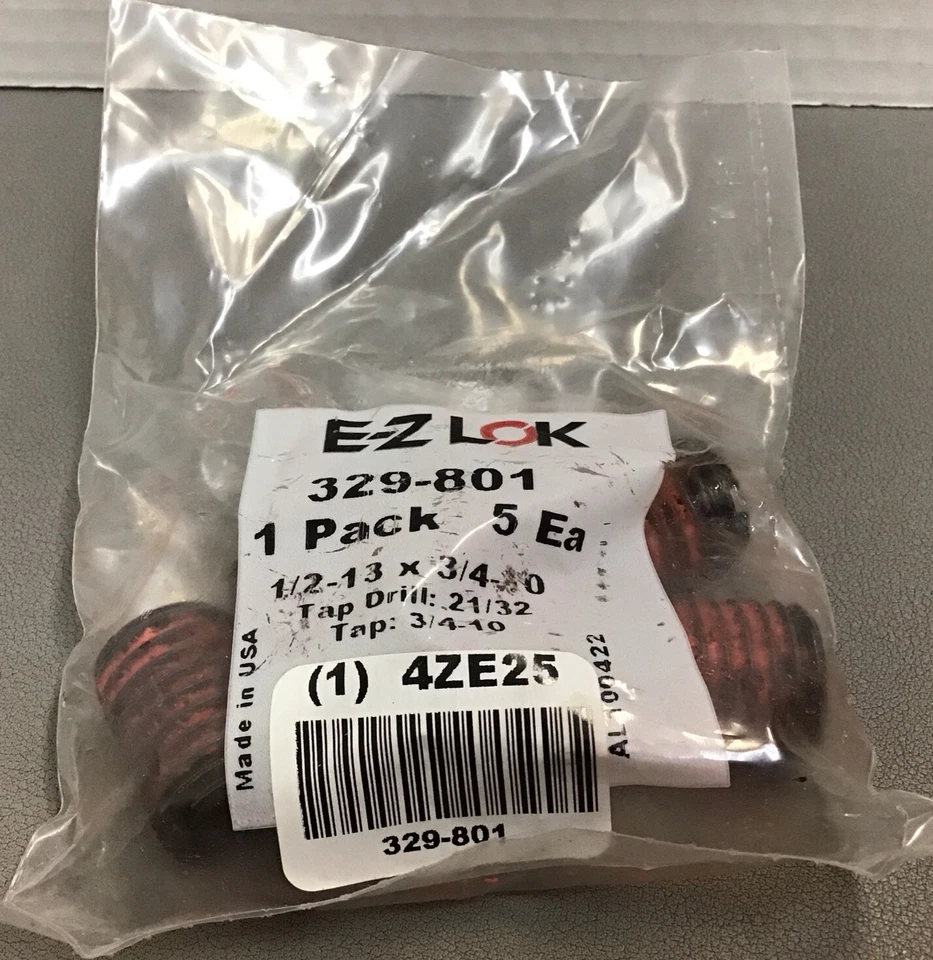 E-Z LOK
329-801
1 Pack 5 Ea
1/2-13 x 3/4- 0
Tap Drill: 21/32
Tap: 3/4-10
Made in USA
(1) 4ZE25
329-801